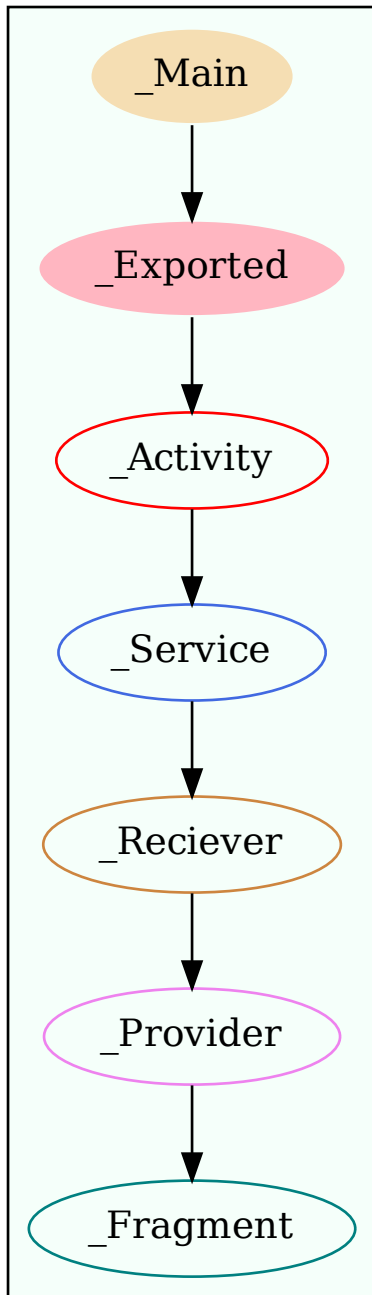 _Main
_Exported
_Activity
_Service
_Reciever
_Provider
_Fragment